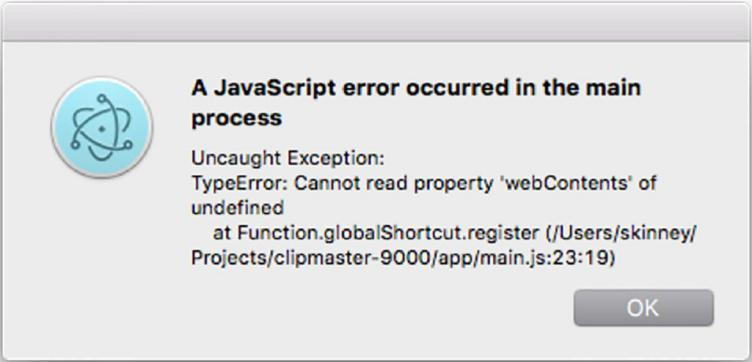 A JavaScript error occurred in the main
process
Uncaught Exception:
TypeError: Cannot read property 'webContents' of
undefined
at Function.globalShortcut.register (/Users/skinney/
Projects/clipmaster-9000/app/main.js:23:19)
OK